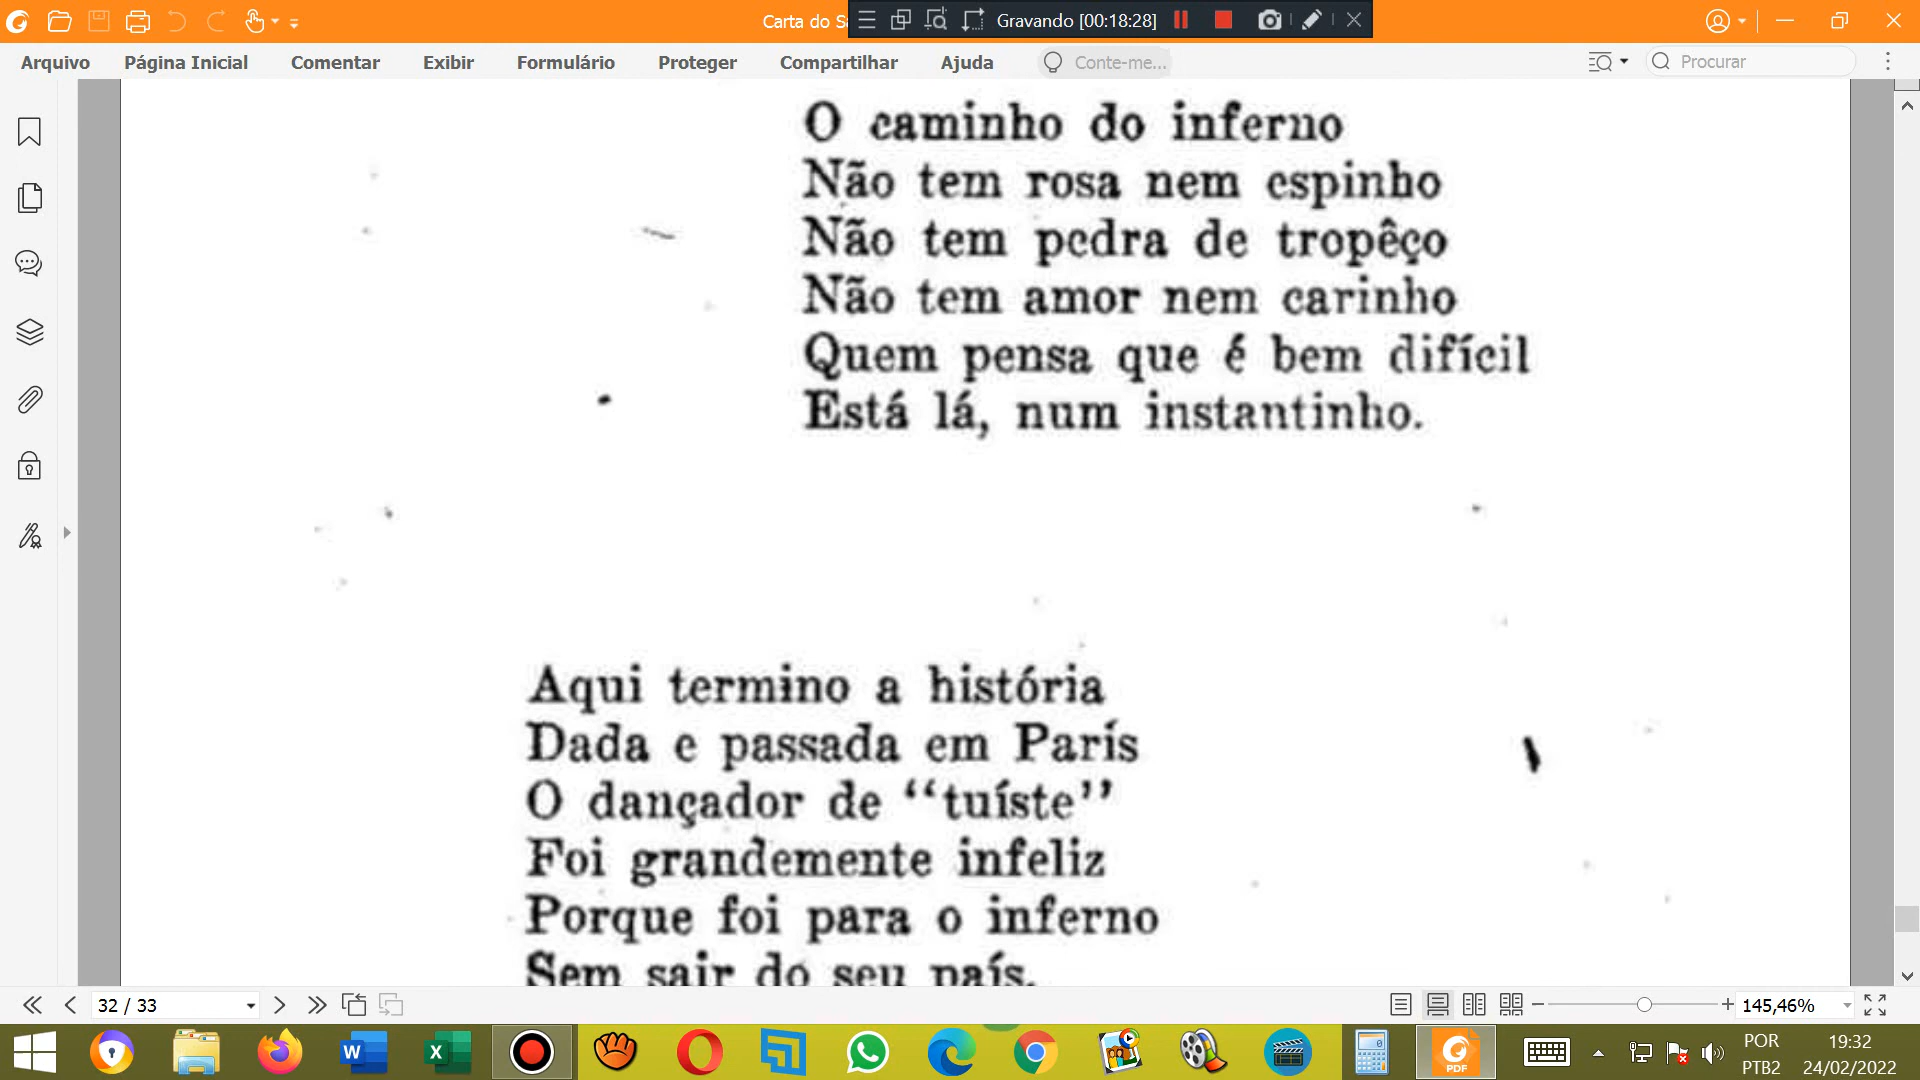 Carta do Sa
Gravando [00:18:28]
Arquivo Página Inicial Comentar Exibir Formulário Proteger Compartilhar Ajuda Conte-me... Procurar
O caminho do inferno
Não tem rosa nem espinho
Não tem pedra de tropêço
Não tem amor nem carinho
Quem pensa que é bem difícil
Está lá, num instantinho.
Aqui termino a história
Dada e passada em París
O dançador de “tuíste”
Foi grandemente infeliz
Porque foi para o inferno
Sem sair do seu país.
32 / 33
145,46%
POR
PTB2
19:32
24/02/2022